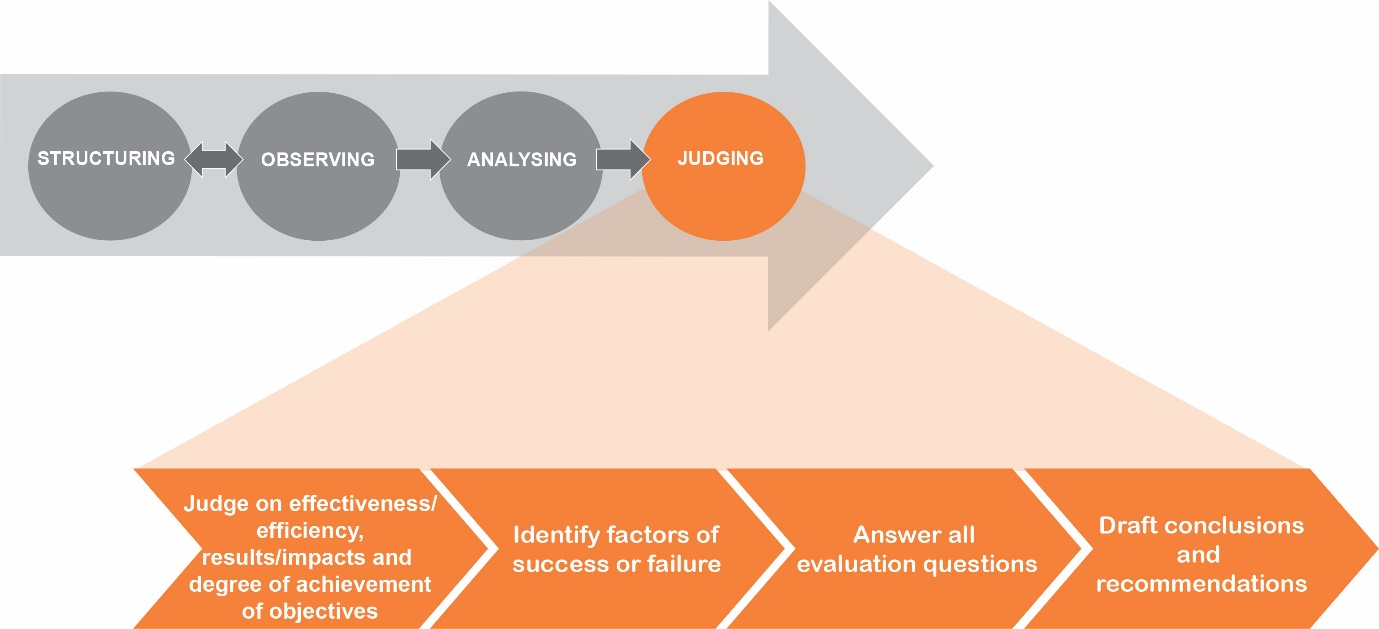 STRUCTURING
OBSERVING
ANALYSING
JUDGING
Judge on effectiveness/
efficiency,
results/impacts and
degree of achievement
of objectives
Identify factors of
success or failure
Answer all
evaluation questions
Draft conclusions
and
recommendations